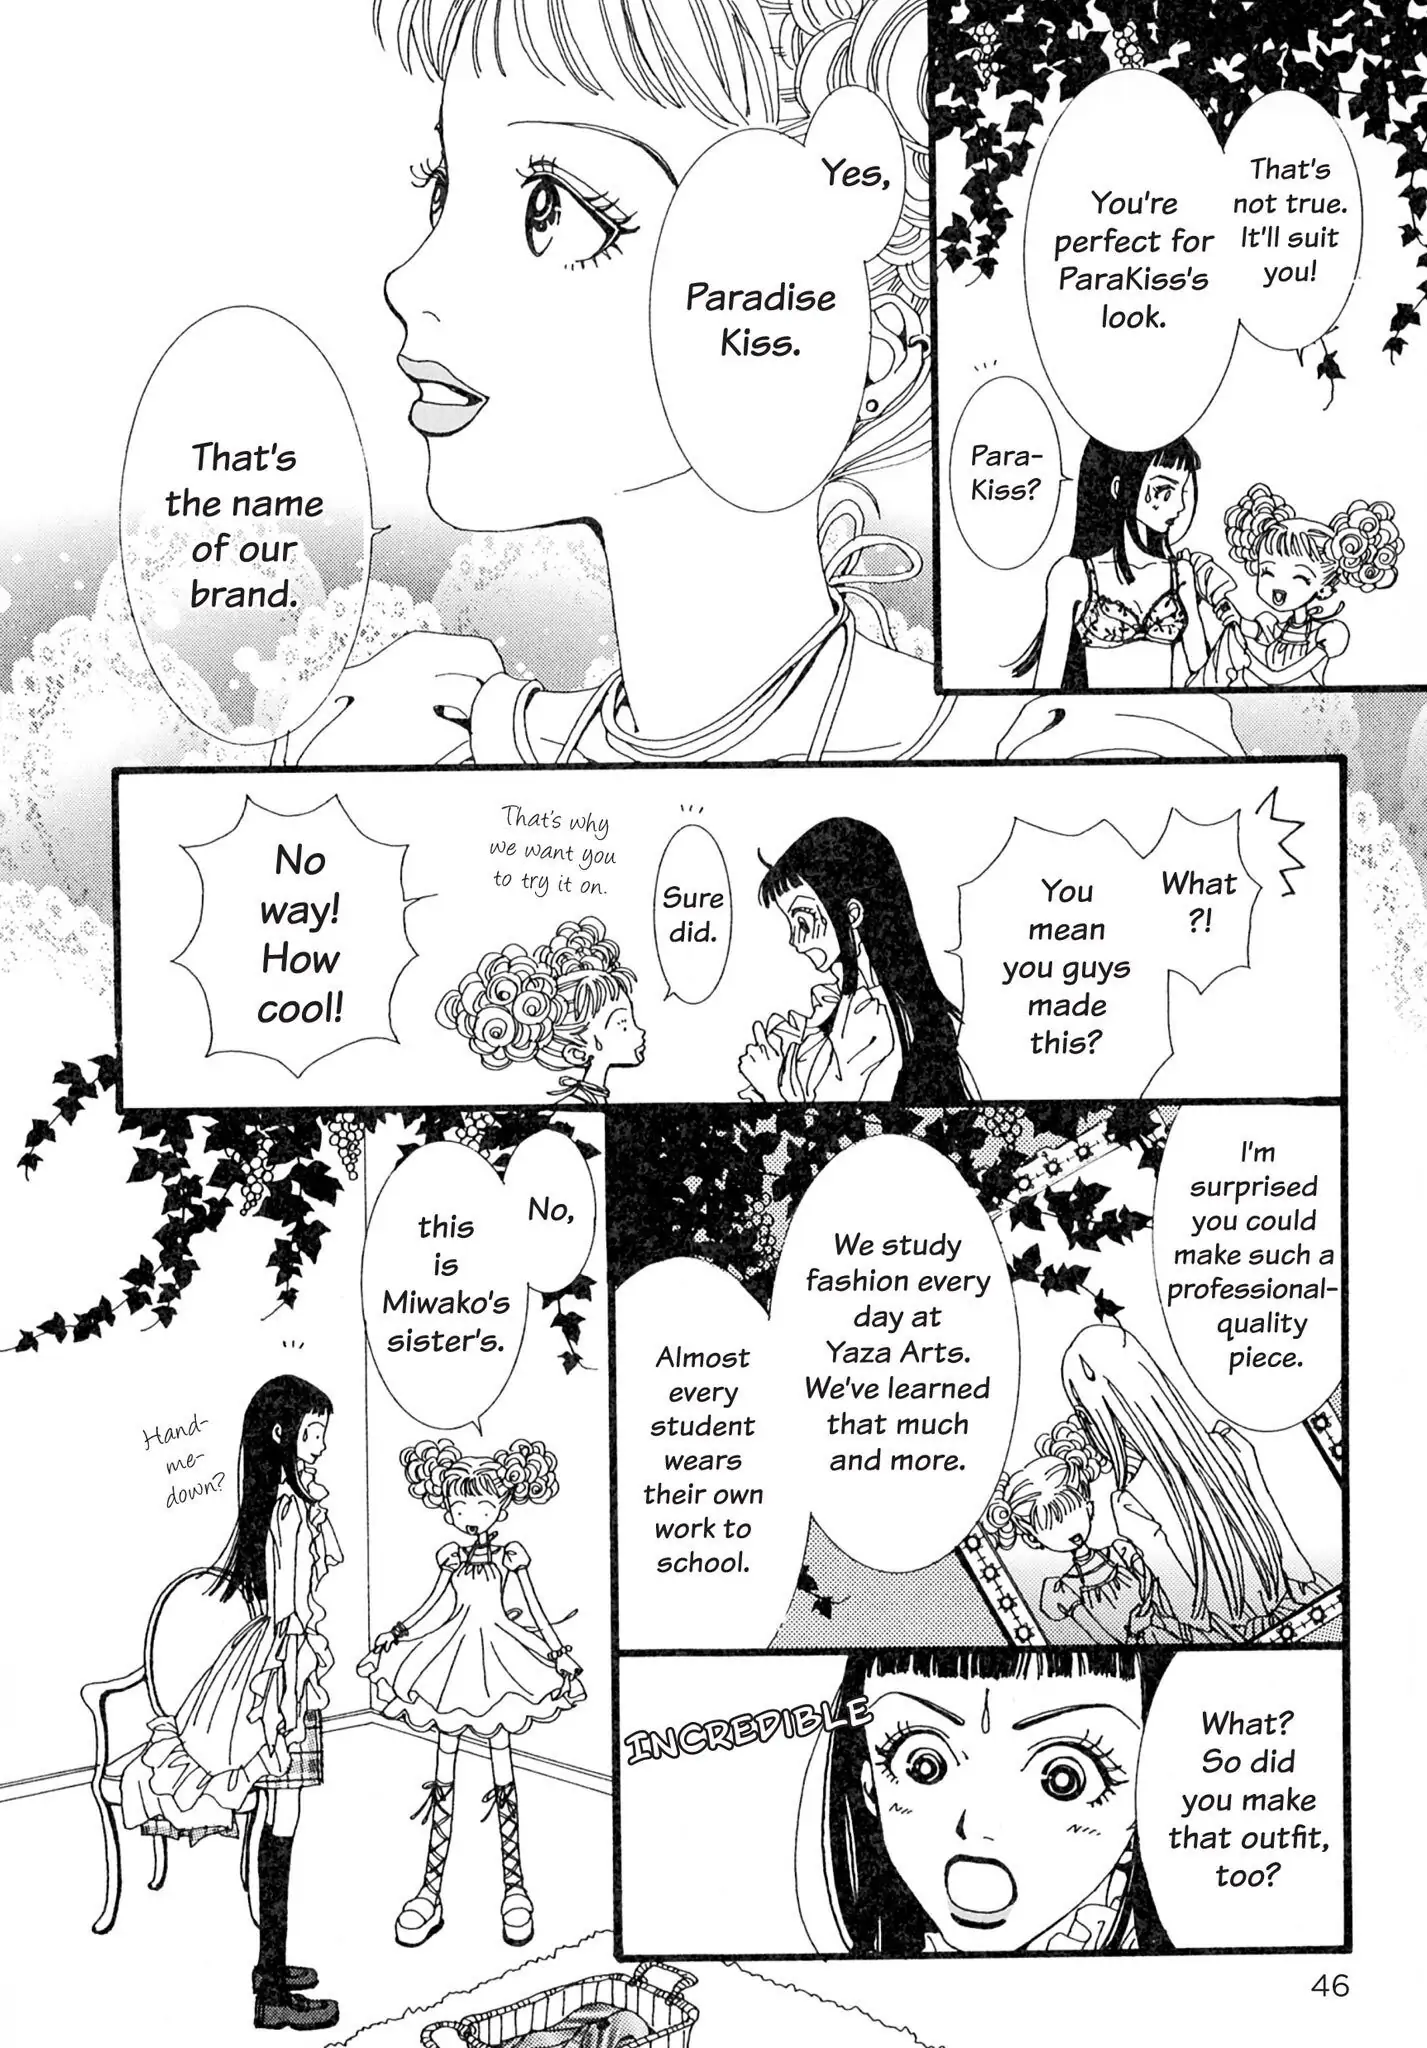 That's
not true.
It'll suit
you!
You're
perfect for
ParaKiss's
look.
Para-
Kiss?
Yes,
Paradise
Kiss.
That's
the name
of our
brand.
What
?!
You
mean
you guys
made
this?
Sure
did.
That's why
we want you
to try it on.
No
way!
How
cool!
I'm
surprised
you could
make such a
professional-
quality
piece.
We study
fashion every
day at
Yaza Arts.
We've learned
that much
and more.
Almost
every
student
wears
their own
work to
school.
What?
So did
you make
that outfit,
too?
INCREDIBLE
No,
this
is
Miwako's
sister's.
Hand-
me-
down?
46